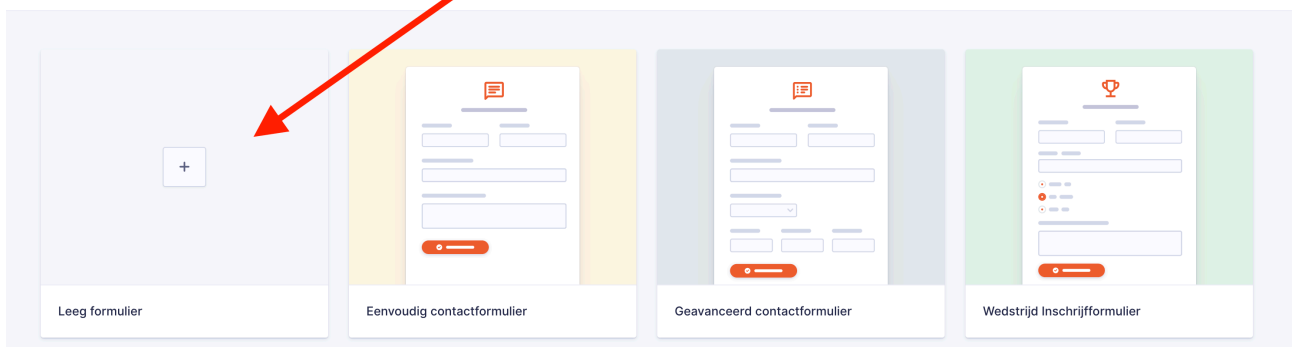 Leeg formulier
Eenvoudig contactformulier
Geavanceerd contactformulier
Wedstrijd Inschrijfformulier